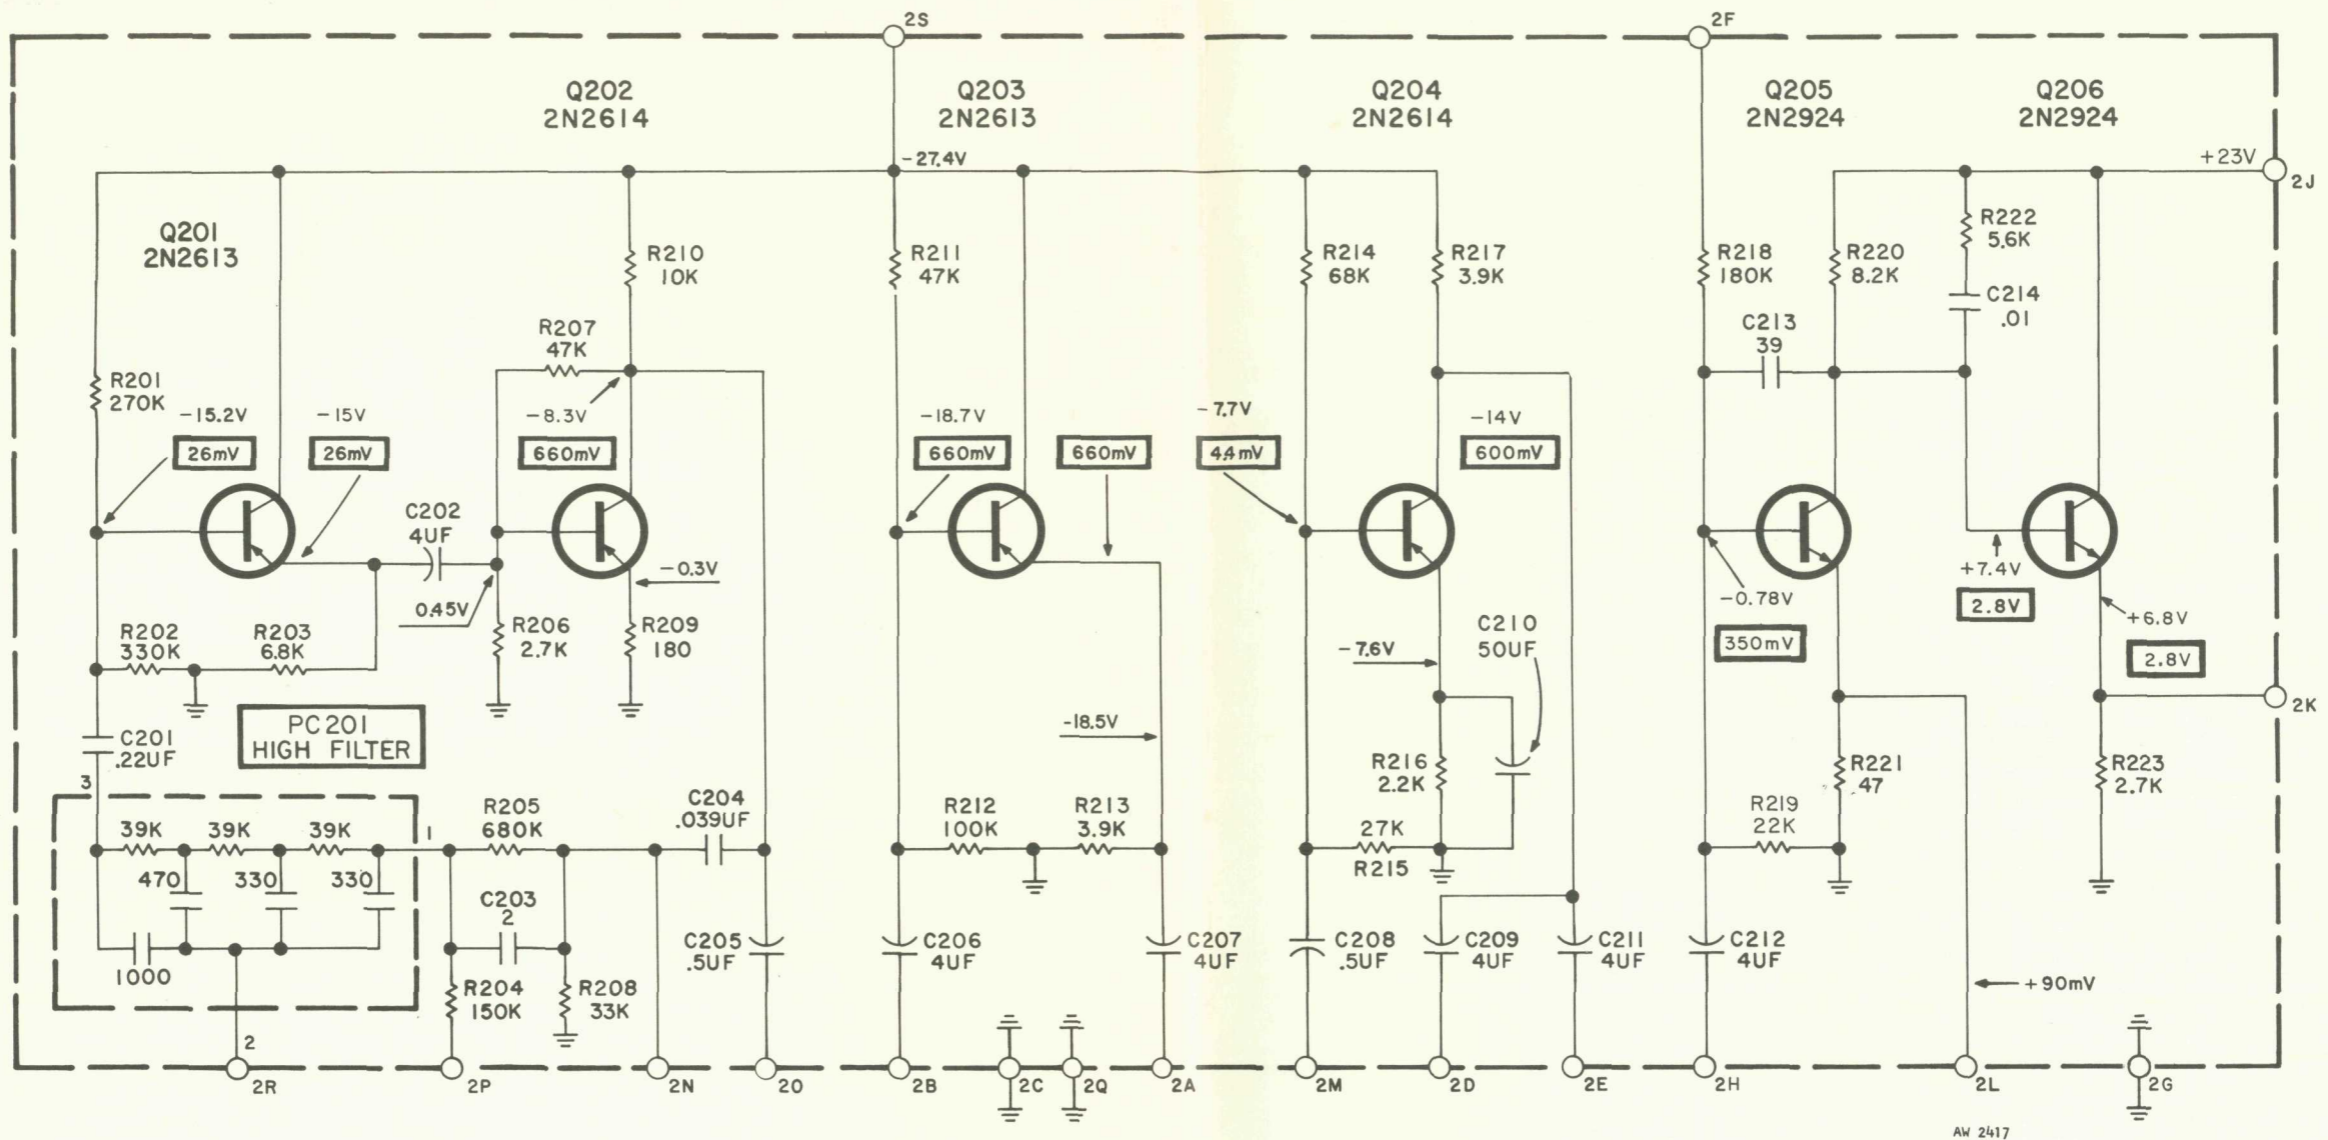 2S
2F
Q202
2N2614
Q203
2N2613
Q204
2N2614
Q205
2N2924
Q206
2N2924
-27.4V
+23V
2J
Q201
2N2613
R210
10K
R211
47K
R214
68K
R217
3.9K
R218
180K
R220
8.2K
R222
5.6K
C214
.01
R207
47K
C213
39
R201
270K
-15.2V
26mV
-15V
26mV
-8.3V
660mV
-18.7V
660mV
660mV
-7.7V
4.4mV
-14V
600mV
C202
4UF
0.45V
-0.3V
+7.4V
2.8V
-0.78V
350mV
+6.8V
2.8V
R202
330K
R203
6.8K
R206
2.7K
R209
180
C210
50UF
-7.6V
-18.5V
2K
PC201
HIGH FILTER
C201
.22UF
3
R216
2.2K
R221
47
R223
2.7K
39K
39K
39K
1
R205
680K
C204
.039UF
R212
100K
R213
3.9K
27K
R215
R219
22K
470
330
330
1000
C203
2
C205
.5UF
C206
4UF
C207
4UF
C208
.5UF
C209
4UF
C211
4UF
C212
4UF
R204
150K
R208
33K
+90mV
2
2R
2P
2N
2O
2B
2C
2Q
2A
2M
2D
2E
2H
2L
2G
AW 2417